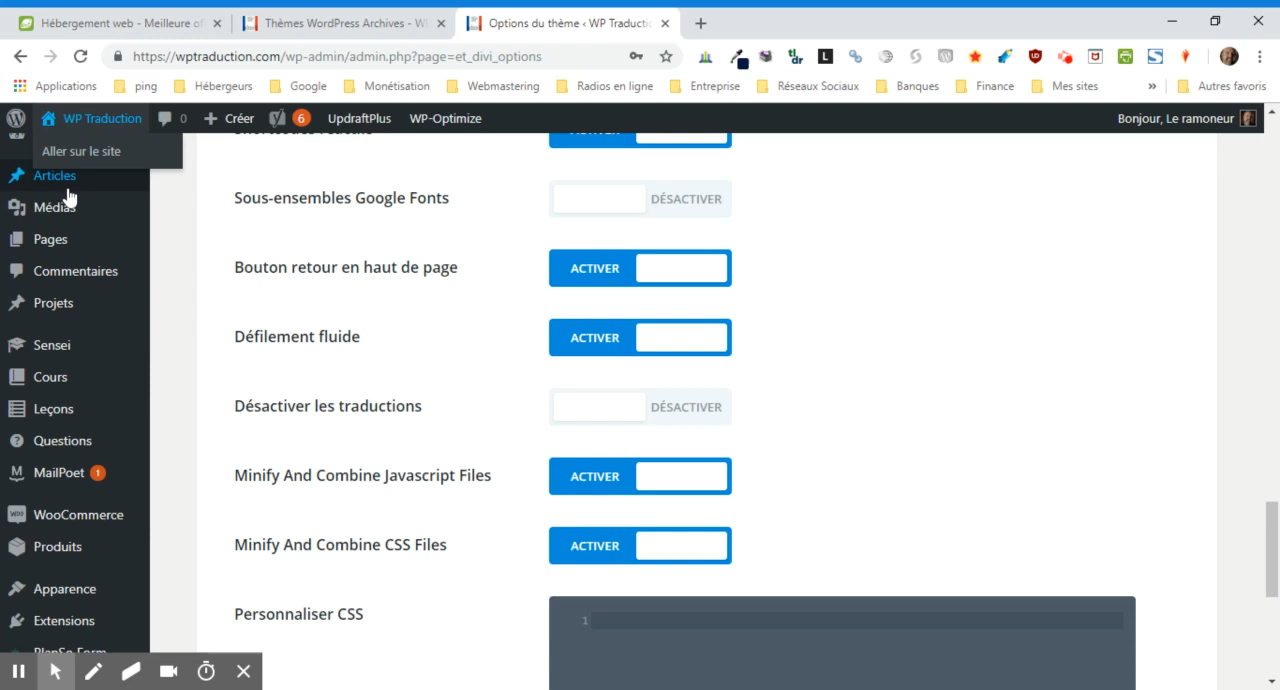 Hébergement web - Meilleure of
Thèmes WordPress Archives - W
Options du thème ‹ WP Traductic
https://wptraduction.com/wp-admin/admin.php?page=et_divi_options
Applications
ping
Hébergeurs
Google
Monétisation
Webmastering
Radios en ligne
Entreprise
Réseaux Sociaux
Banques
Finance
Mes sites
»
Autres favoris
WP Traduction
0
Créer
6
UpdraftPlus
WP-Optimize
Bonjour, Le ramoneur
Aller sur le site
Articles
Médias
Pages
Commentaires
Projets
Sensei
Cours
Leçons
Questions
MailPoet 1
WooCommerce
Produits
Apparence
Extensions
PlanSo Form
Sous-ensembles Google Fonts
DÉSACTIVER
Bouton retour en haut de page
ACTIVER
Défilement fluide
ACTIVER
Désactiver les traductions
DÉSACTIVER
Minify And Combine Javascript Files
ACTIVER
Minify And Combine CSS Files
ACTIVER
Personnaliser CSS
1